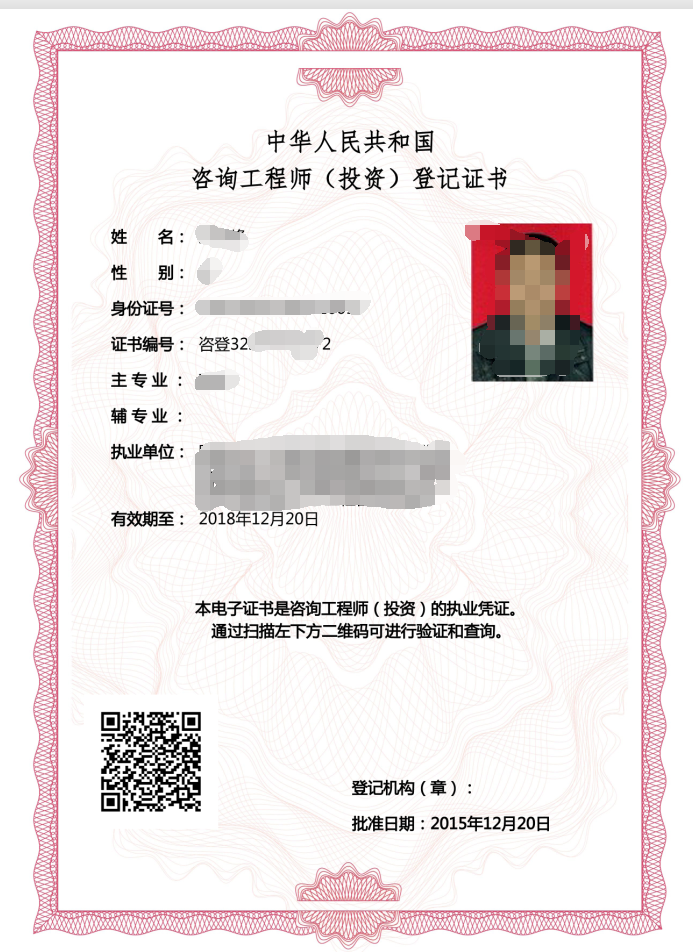 中华人民共和国
咨询工程师（投资）登记证书
姓 名：
性 别：
身份证号：
证书编号： 咨登32 2
主 专 业 ：
辅 专 业 ：
执业单位：
有效期至： 2018年12月20日
本电子证书是咨询工程师（投资）的执业凭证。
通过扫描左下方二维码可进行验证和查询。
登记机构（章）：
批准日期：2015年12月20日